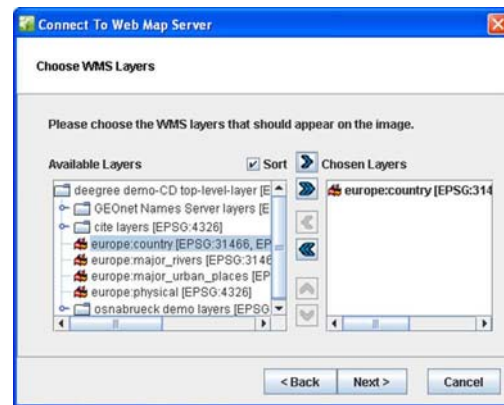 Connect To Web Map Server
Choose WMS Layers
Please choose the WMS layers that should appear on the image.
Available Layers
Sort
Chosen Layers
deegree demo-CD top-level-layer [E
GEOnet Names Server layers [E
cite layers [EPSG:4326]
europe:country [EPSG:31466, EP
europe:major_rivers [EPSG:3146
europe:major_urban_places [EP
europe:physical [EPSG:4326]
osnabrueck demo layers [EPSG
europe:country [EPSG:314
< Back
Next >
Cancel